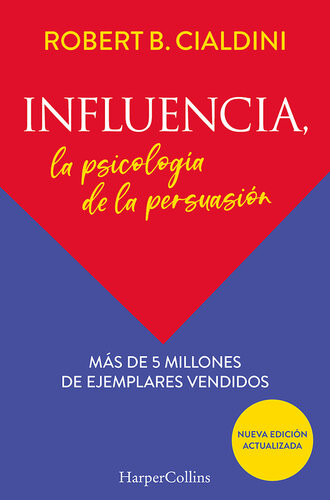 ROBERT B. CIALDINI
INFLUENCIA,
la psicología
de la persuasión
MÁS DE 5 MILLONES
DE EJEMPLARES VENDIDOS
NUEVA EDICIÓN
ACTUALIZADA
HarperCollins